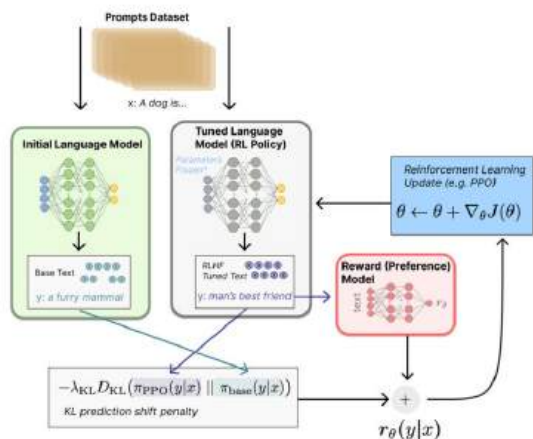 Prompts Dataset
x: A dog is...
Initial Language Model
Base Text
y: a furry mammal
Tuned Language
Model (RL Policy)
RLHF
Tuned Text
y: man's best friend
Reinforcement Learning
Update (e.g. PPO)
θ ← θ + ∇θJ(θ)
Reward (Preference)
Model
text
−λKL DKL(πPPO(y|x) || πbase(y|x))
KL prediction shift penalty
+
rθ(y|x)